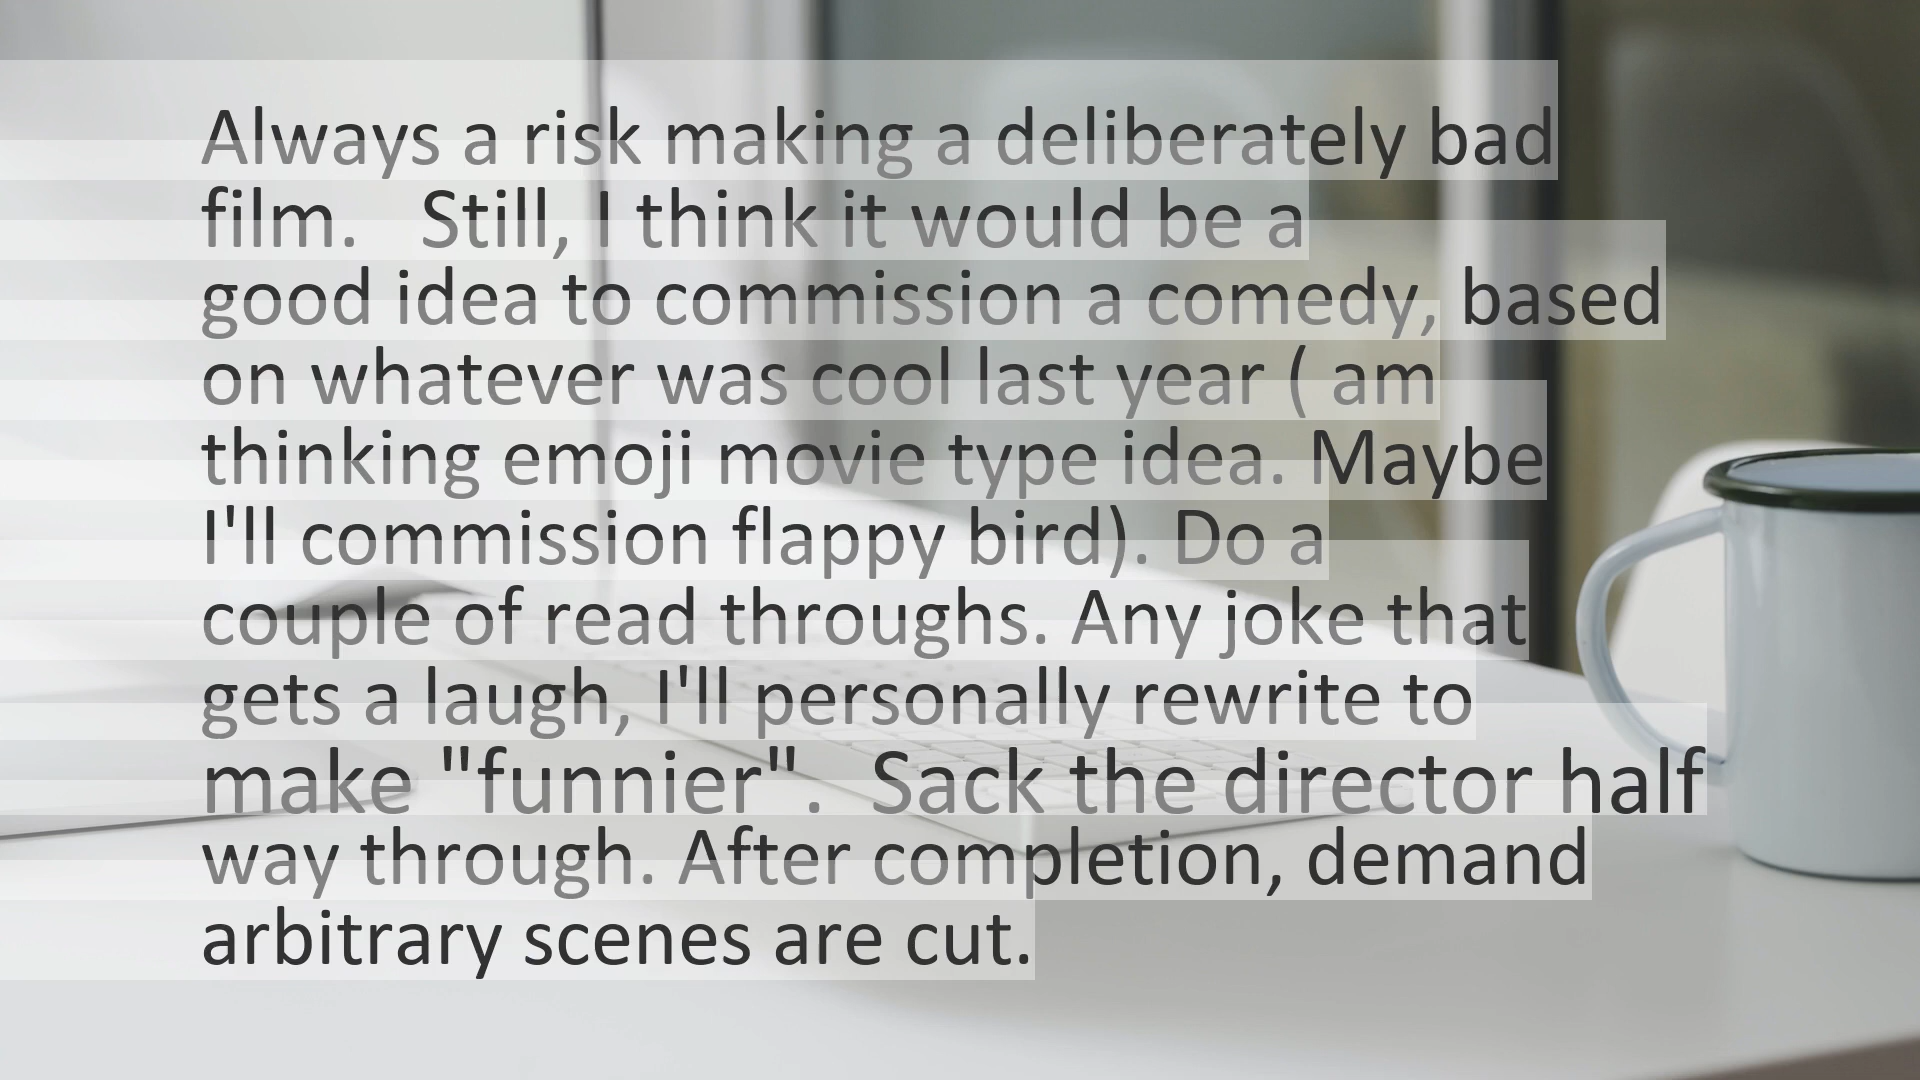 Always a risk making a deliberately bad
film.   Still, I think it would be a
good idea to commission a comedy, based
on whatever was cool last year ( am
thinking emoji movie type idea. Maybe
I'll commission flappy bird). Do a
couple of read throughs. Any joke that
gets a laugh, I'll personally rewrite to
make "funnier".  Sack the director half
way through. After completion, demand
arbitrary scenes are cut.